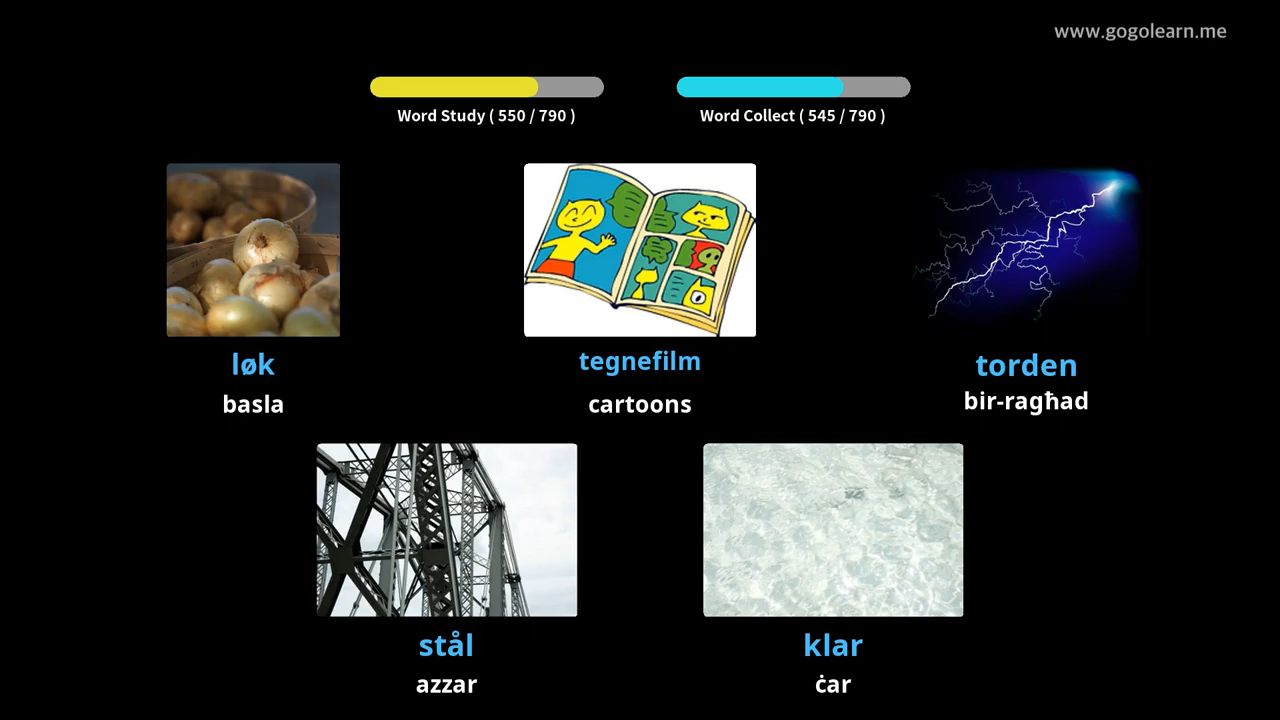 www.gogolearn.me
Word Study ( 550 / 790 )
Word Collect ( 545 / 790 )
løk
tegnefilm
torden
basla
cartoons
bir-ragħad
stål
klar
azzar
ċar